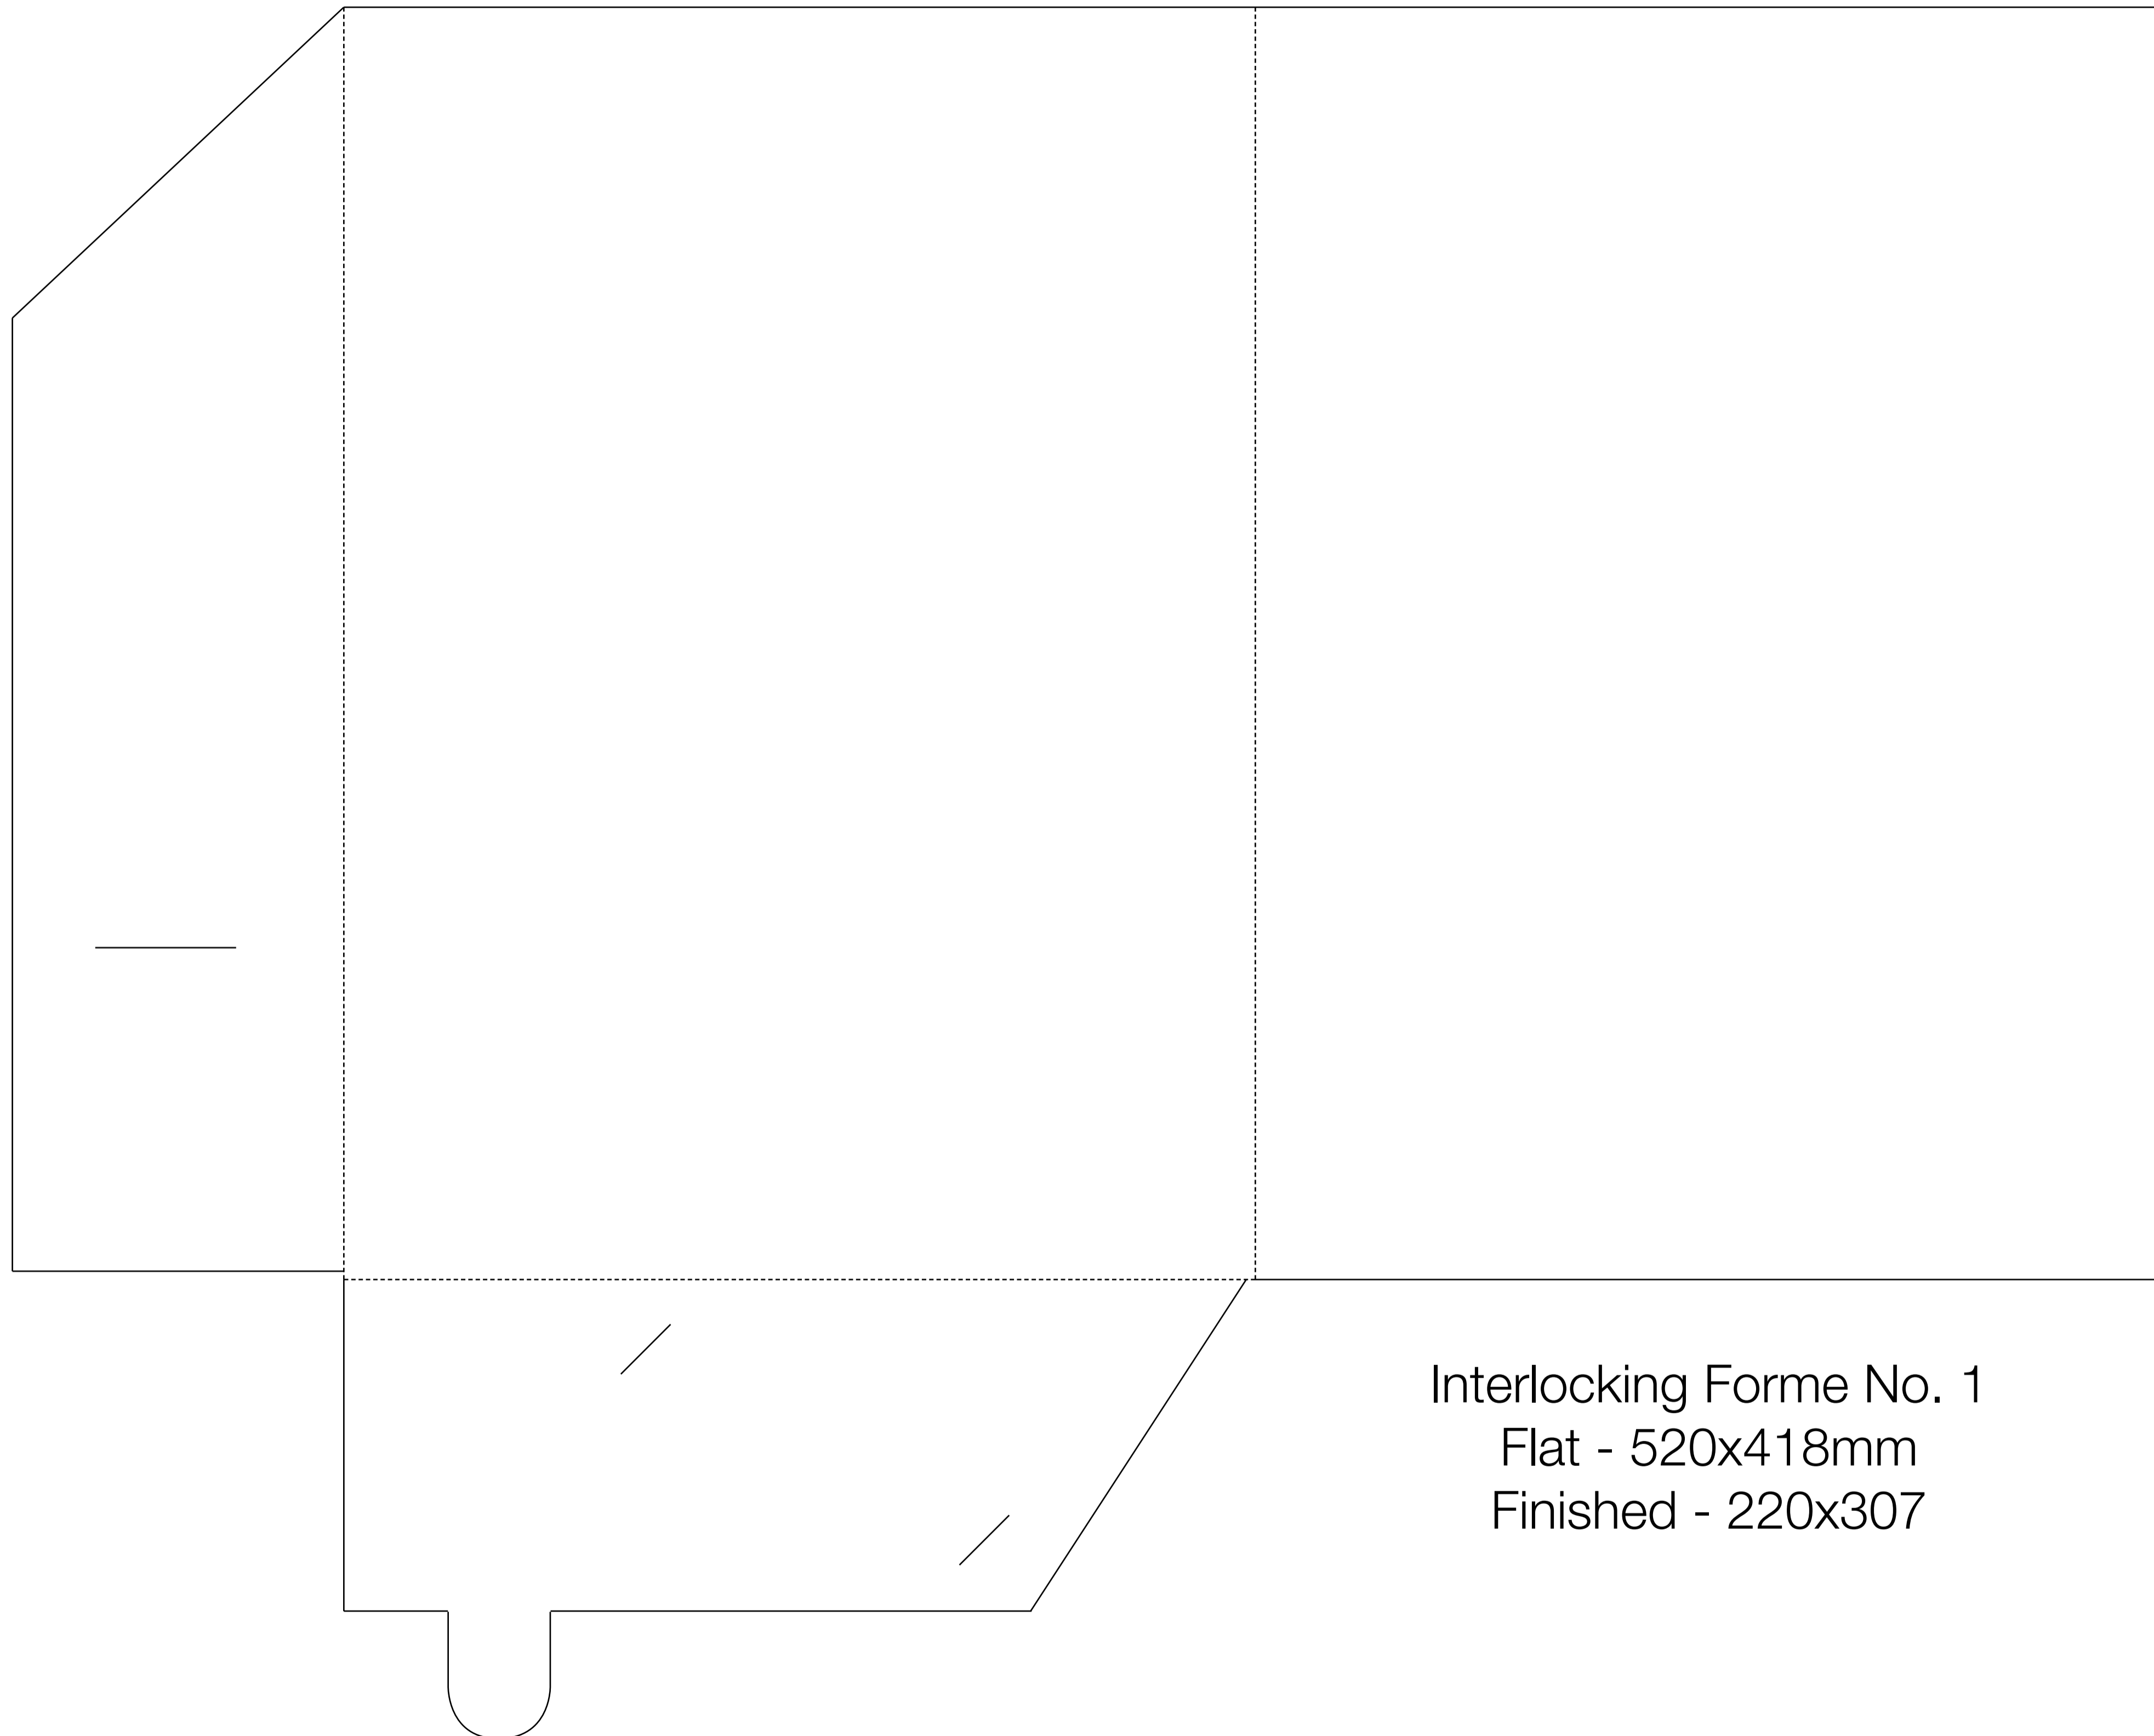 Interlocking Forme No. 1
Flat - 520x418mm
Finished - 220x307